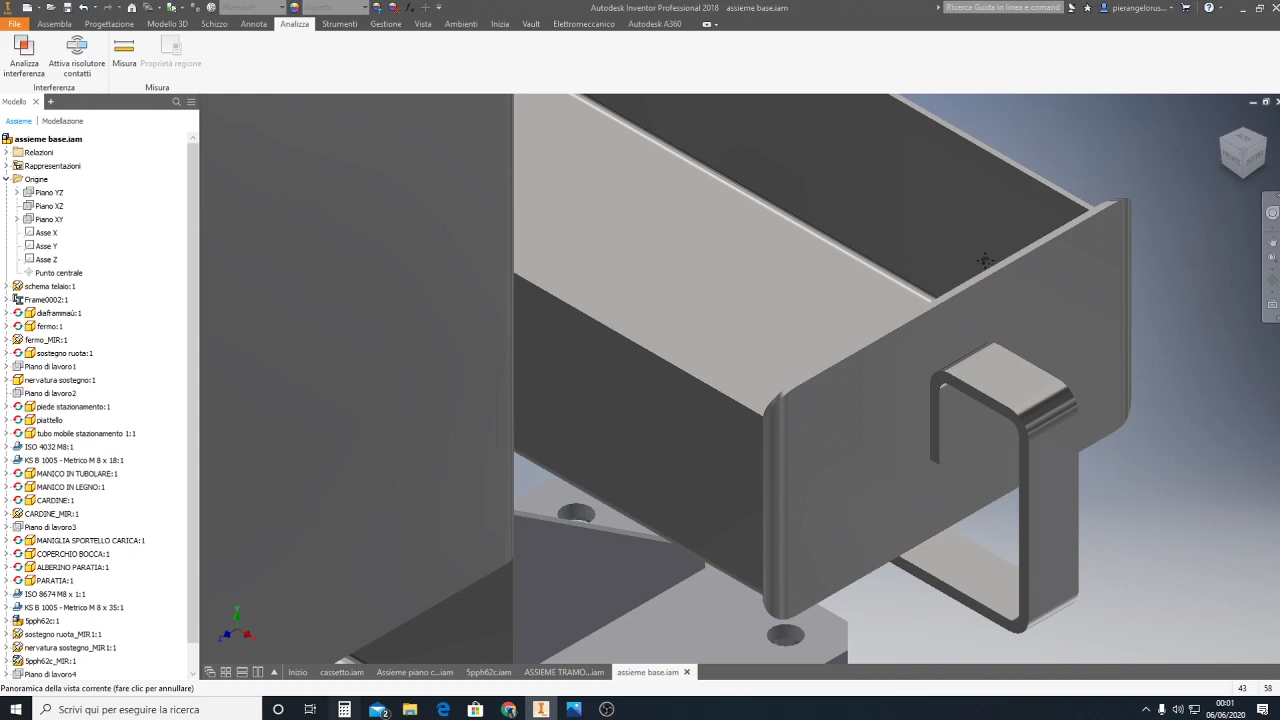 Materiale
Aspetto
Autodesk Inventor Professional 2018   assieme base.iam
Ricerca Guida in linea e comandi
pierangelorus...
File Assembla Progettazione Modello 3D Schizzo Annota Analizza Strumenti Gestione Vista Ambienti Inizia Vault Elettromeccanico Autodesk A360
Analizza interferenza
Attiva risolutore contatti
Misura
Proprietà regione
Interferenza
Misura
Modello
Assieme | Modellazione
assieme base.iam
Relazioni
Rappresentazioni
Origine
Piano YZ
Piano XZ
Piano XY
Asse X
Asse Y
Asse Z
Punto centrale
schema telaio:1
Frame0002:1
diaframmaù:1
fermo:1
fermo_MIR:1
sostegno ruota:1
Piano di lavoro1
nervatura sostegno:1
Piano di lavoro2
piede stazionamento:1
piattello
tubo mobile stazionamento 1:1
ISO 4032 M8:1
KS B 1005 - Metrico M 8 x 18:1
MANICO IN TUBOLARE:1
MANICO IN LEGNO:1
CARDINE:1
CARDINE_MIR:1
Piano di lavoro3
MANIGLIA SPORTELLO CARICA:1
COPERCHIO BOCCA:1
ALBERINO PARATIA:1
PARATIA:1
ISO 8674 M8 x 1:1
KS B 1005 - Metrico M 8 x 35:1
5pph62c:1
sostegno ruota_MIR1:1
nervatura sostegno_MIR1:1
5pph62c_MIR:1
Piano di lavoro4
Y
X
Z
Inizio cassetto.iam Assieme piano c...iam 5pph62c.iam ASSIEME TRAMO...iam assieme base.iam
Panoramica della vista corrente (fare clic per annullare)
43 58
Scrivi qui per eseguire la ricerca
00:01
06/06/2020